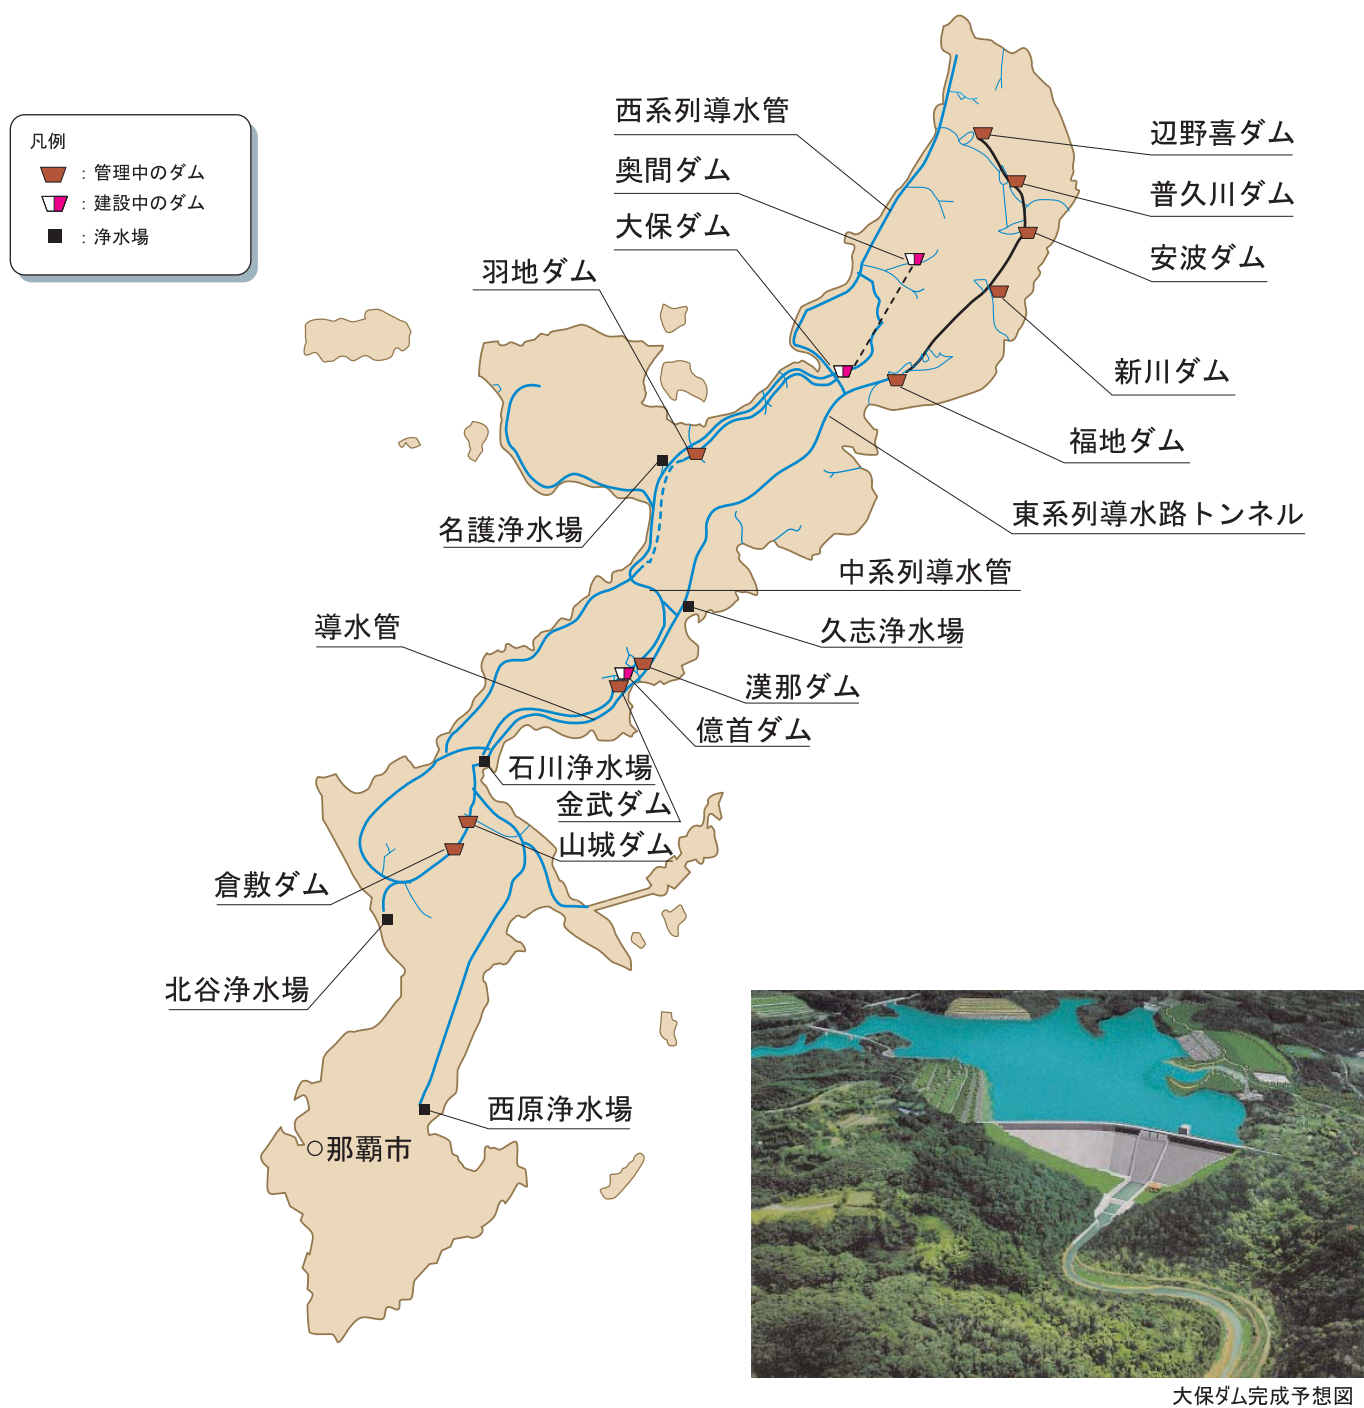 凡例
：管理中のダム
：建設中のダム
：浄水場
西系列導水管
奥間ダム
大保ダム
羽地ダム
辺野喜ダム
普久川ダム
安波ダム
新川ダム
福地ダム
東系列導水路トンネル
名護浄水場
中系列導水管
久志浄水場
導水管
漢那ダム
億首ダム
石川浄水場
金武ダム
山城ダム
倉敷ダム
北谷浄水場
西原浄水場
那覇市
大保ダム完成予想図